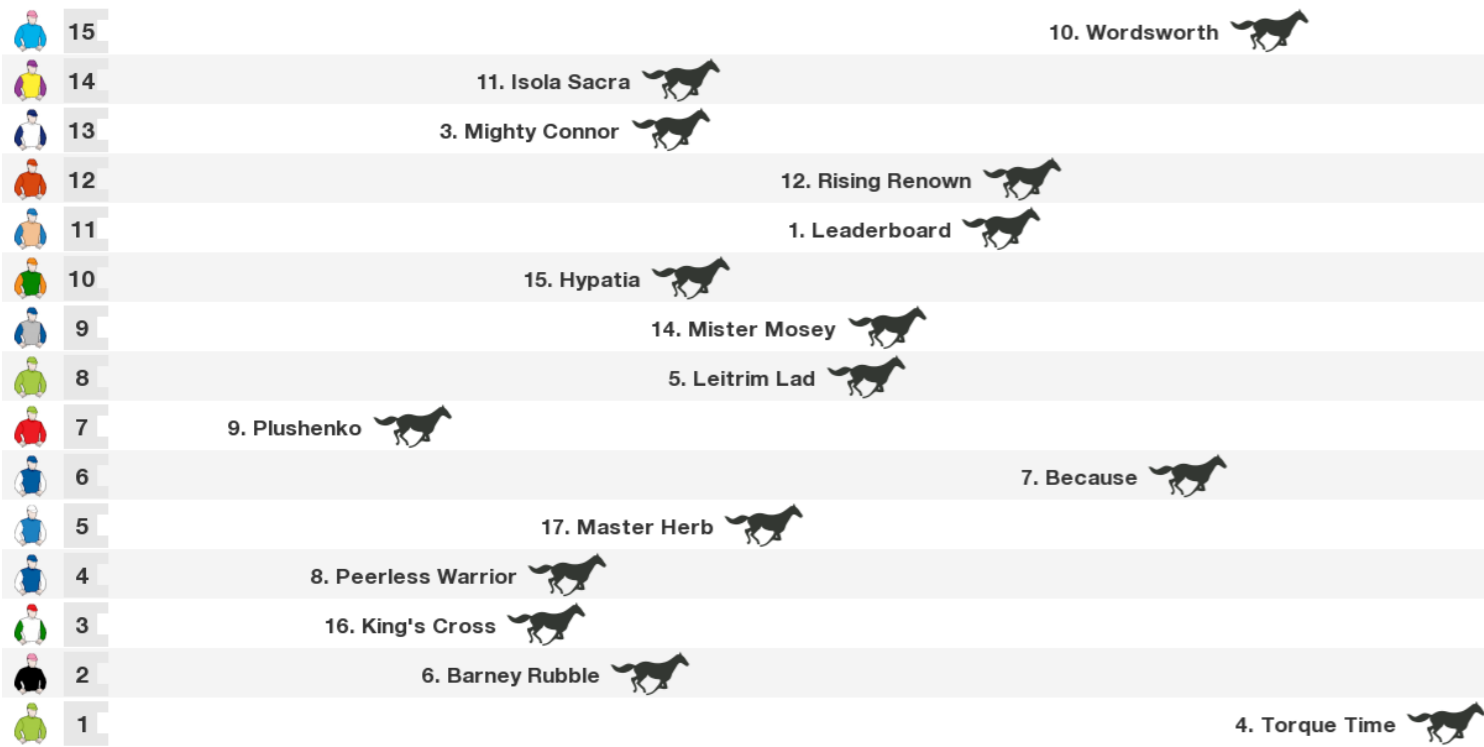 15 10. Wordsworth
14 11. Isola Sacra
13 3. Mighty Connor
12 12. Rising Renown
11 1. Leaderboard
10 15. Hypatia
9 14. Mister Mosey
8 5. Leitrim Lad
7 9. Plushenko
6 7. Because
5 17. Master Herb
4 8. Peerless Warrior
3 16. King's Cross
2 6. Barney Rubble
1 4. Torque Time